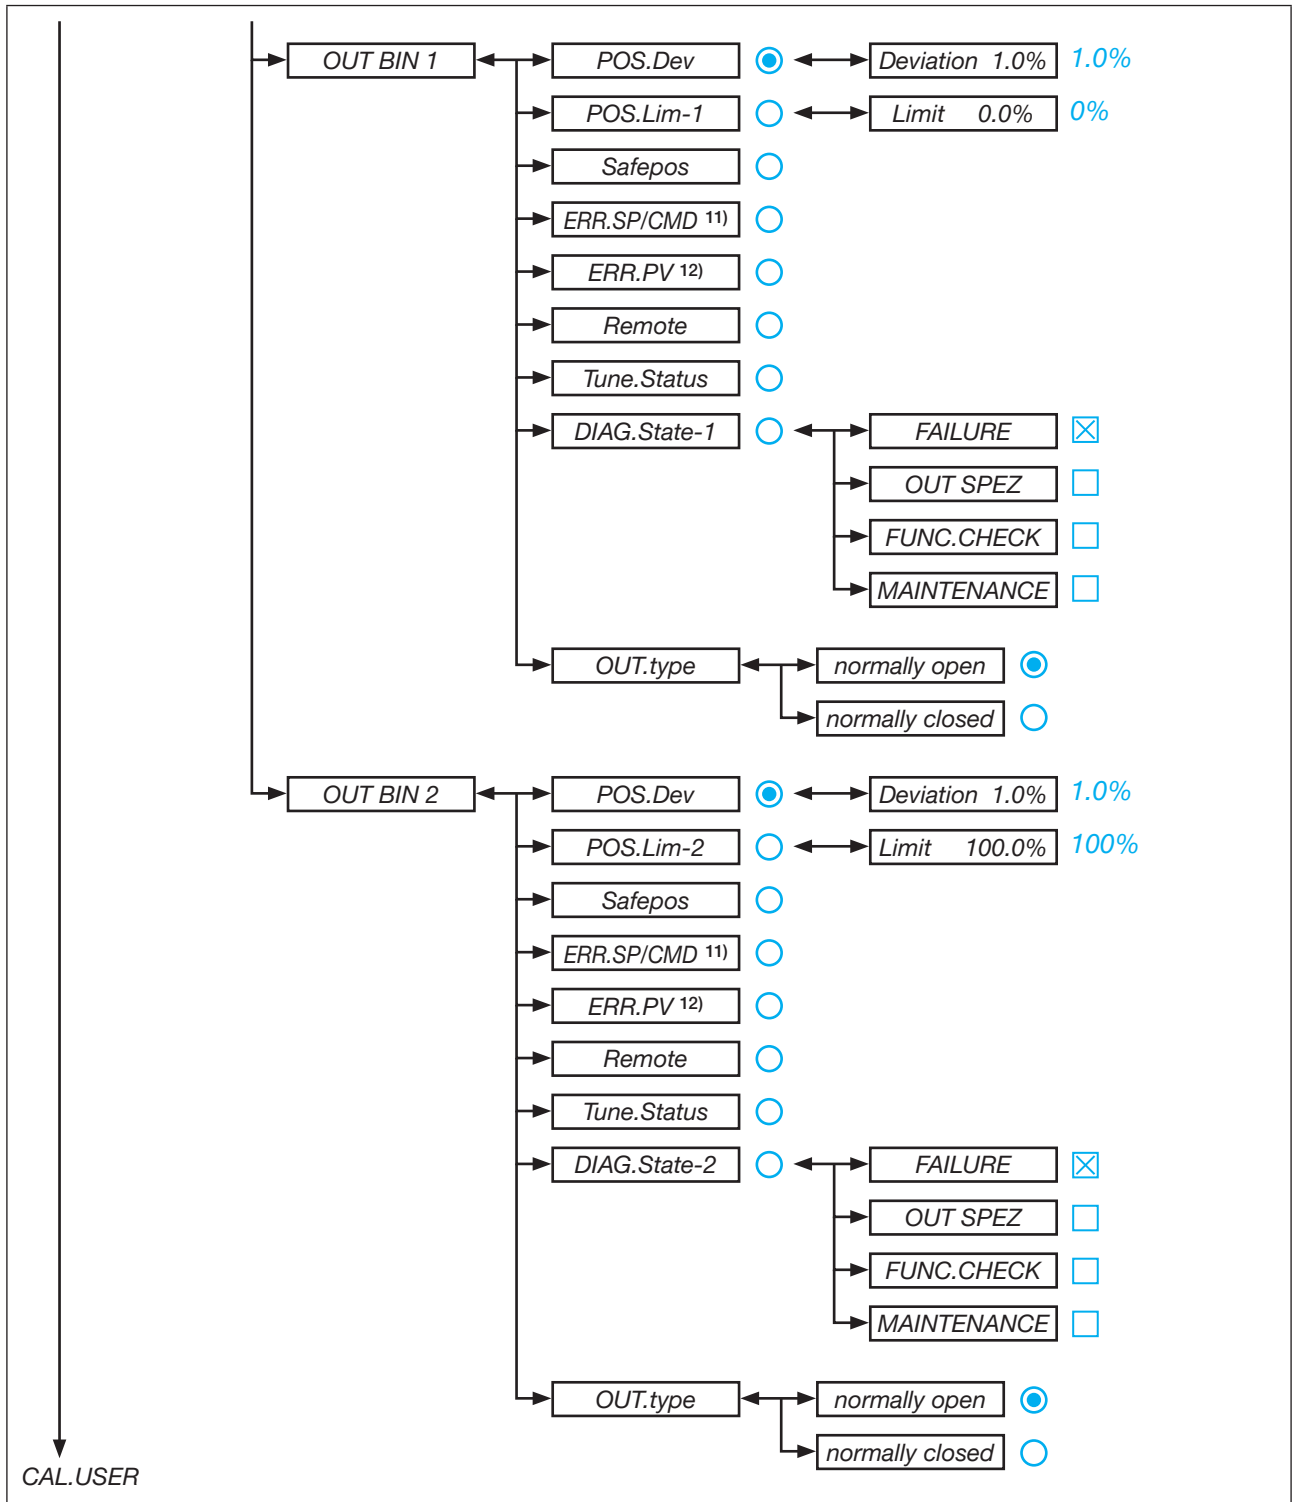 OUT BIN 1 POS.Dev Deviation 1.0% 1.0%
POS.Lim-1 Limit 0.0% 0%
Safepos
ERR.SP/CMD 11)
ERR.PV 12)
Remote
Tune.Status
DIAG.State-1 FAILURE
OUT SPEZ
FUNC.CHECK
MAINTENANCE
OUT.type normally open
normally closed
OUT BIN 2 POS.Dev Deviation 1.0% 1.0%
POS.Lim-2 Limit 100.0% 100%
Safepos
ERR.SP/CMD 11)
ERR.PV 12)
Remote
Tune.Status
DIAG.State-2 FAILURE
OUT SPEZ
FUNC.CHECK
MAINTENANCE
OUT.type normally open
normally closed
CAL.USER